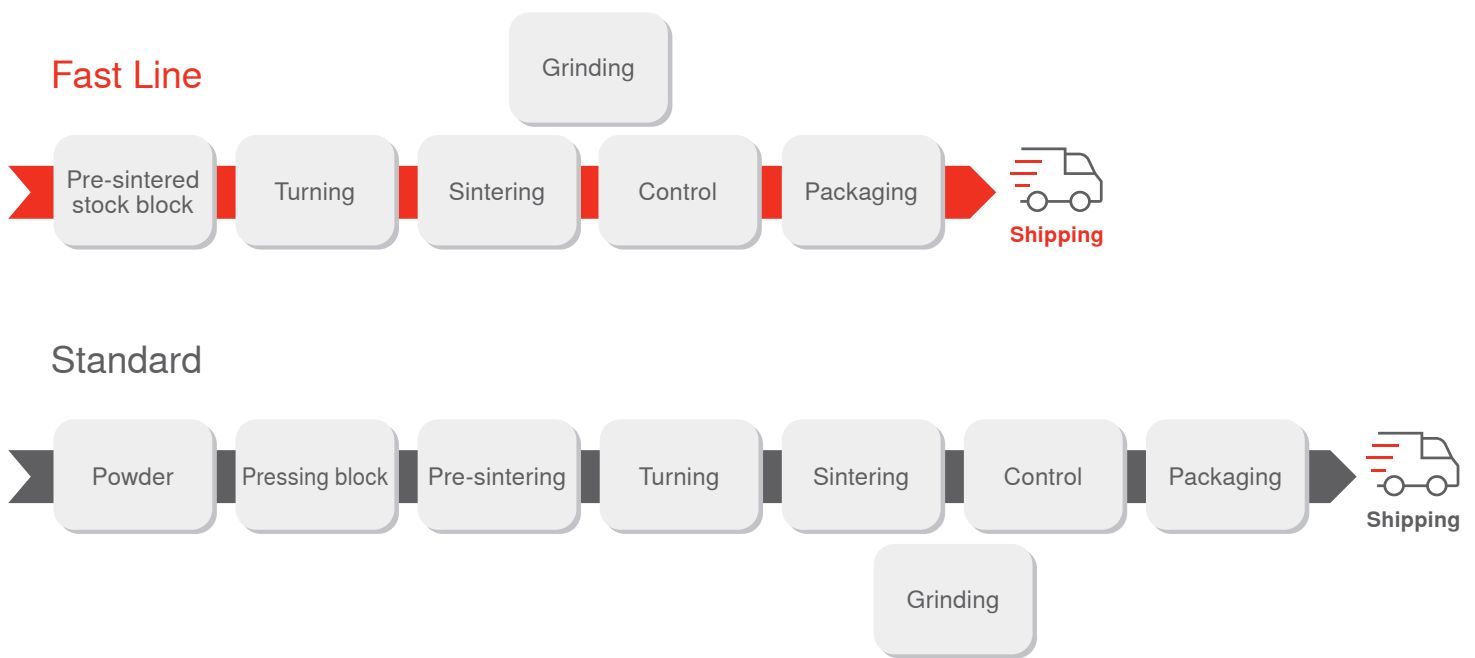 Grinding
Fast Line
Pre-sintered
stock block
Turning
Sintering
Control
Packaging
Shipping
Standard
Powder
Pressing block
Pre-sintering
Turning
Sintering
Control
Packaging
Shipping
Grinding